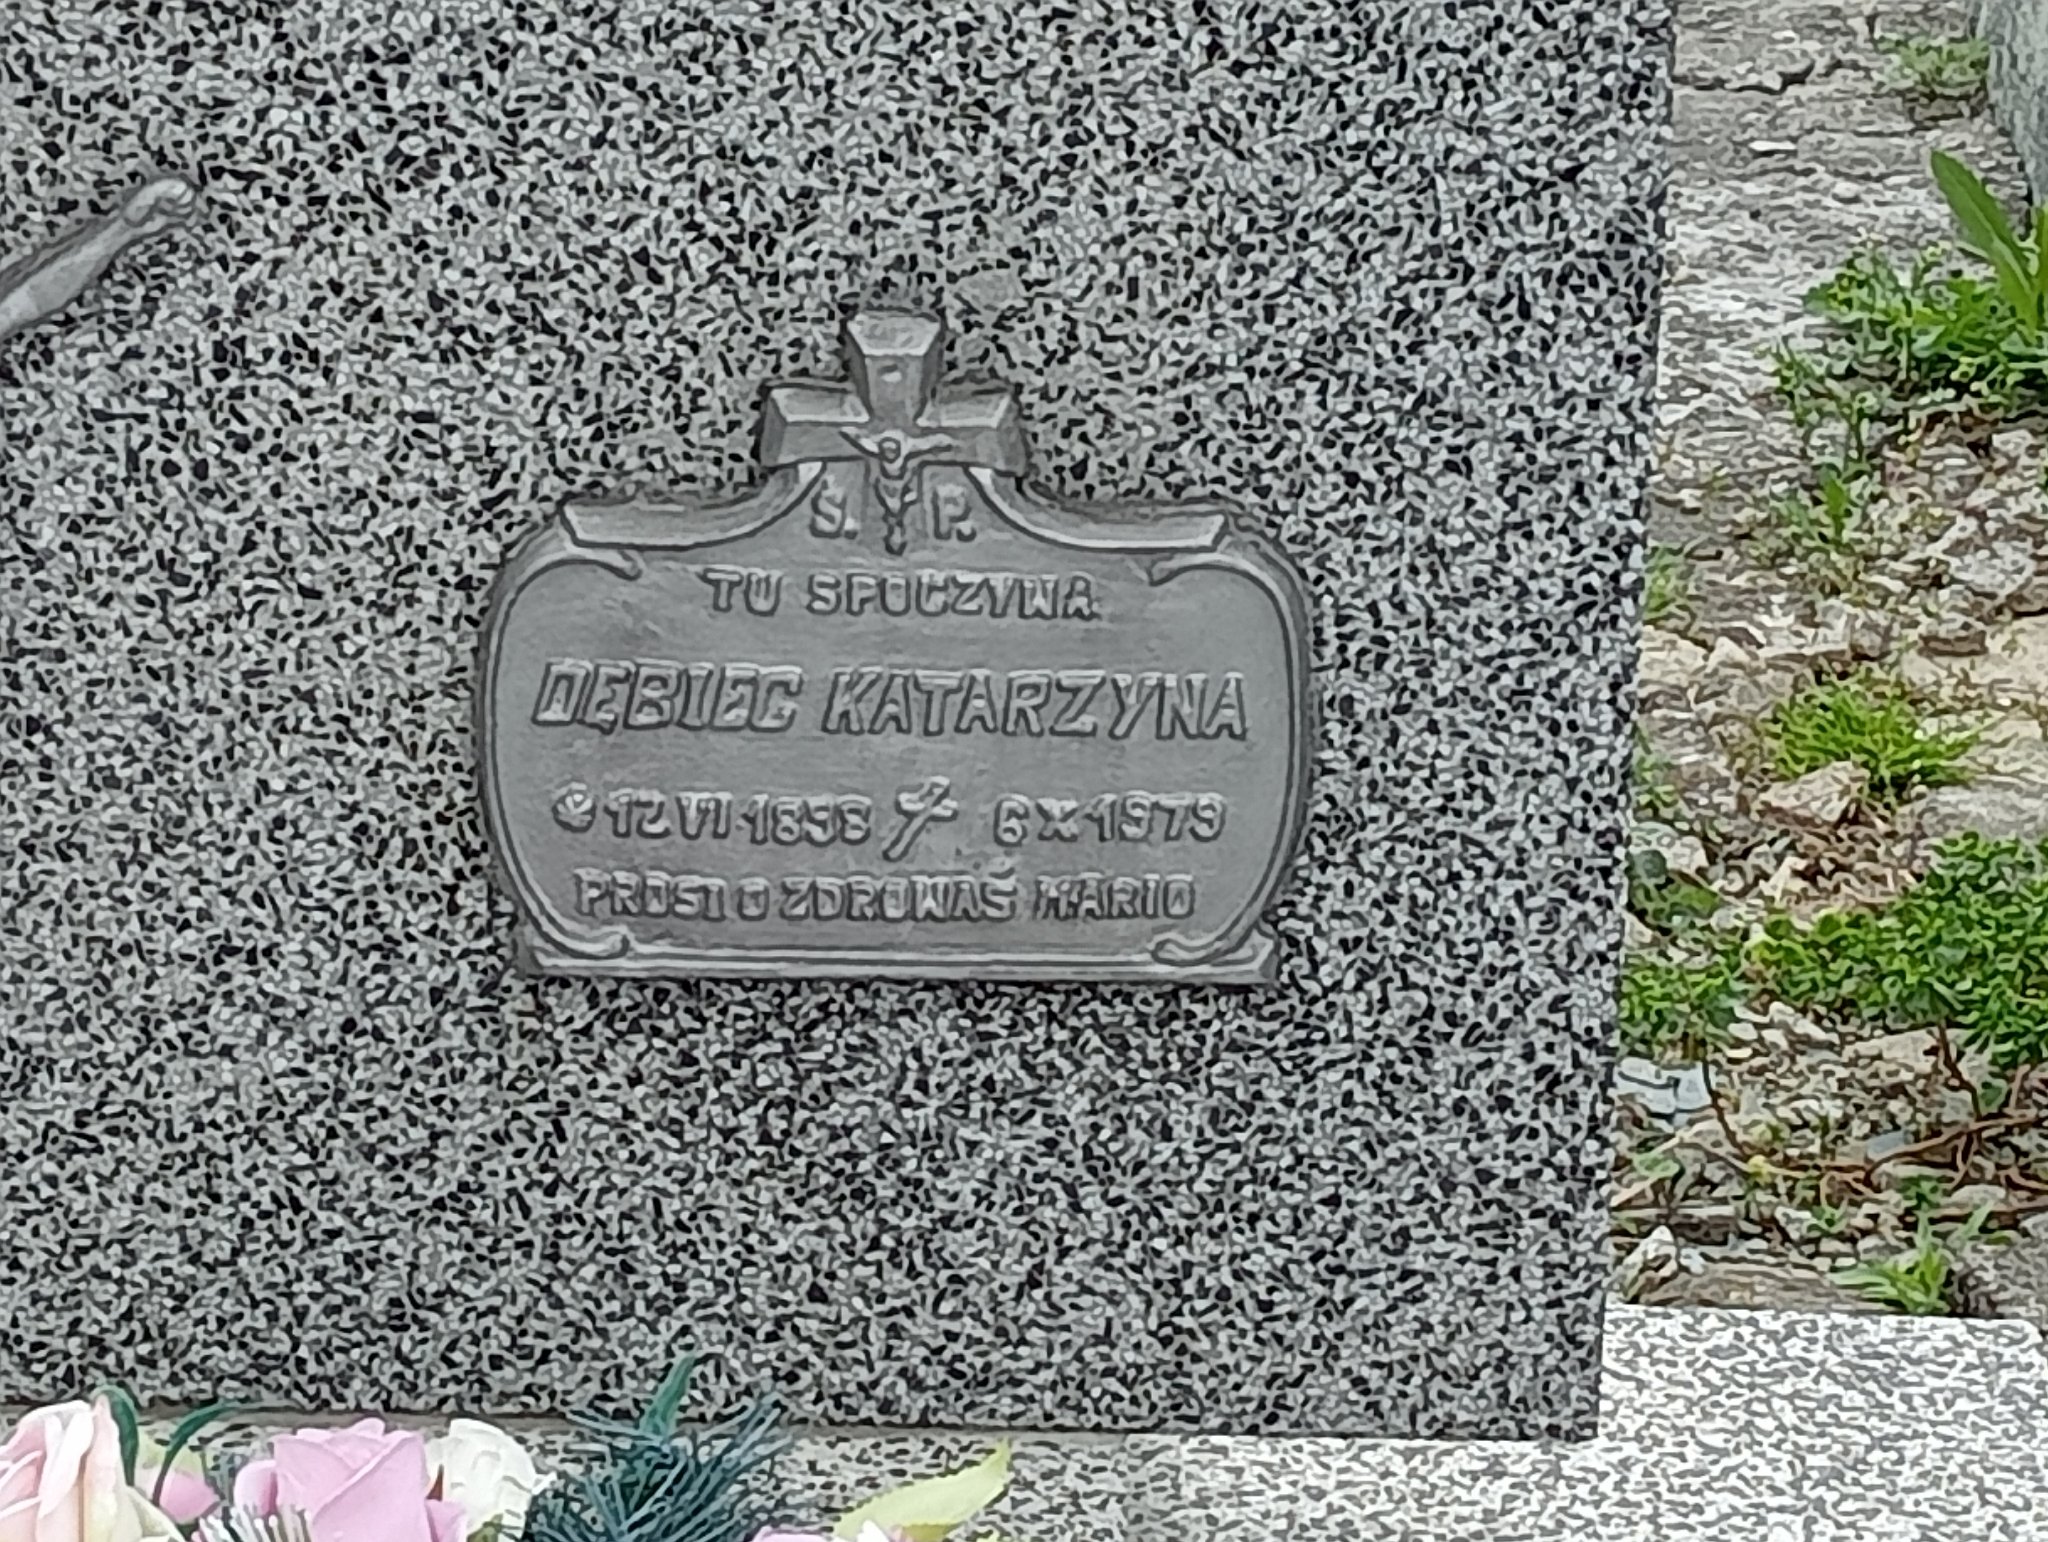 Ś. P.
TU SPOCZYWA
DĘBIEC KATARZYNA
* 12 VI 1898 † 6 X 1979
PROSI O ZDROWAŚ MARIO